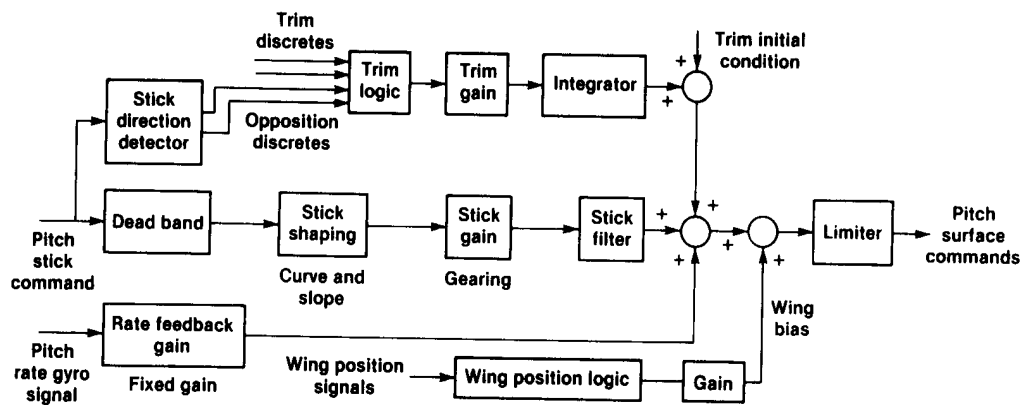 Trim
discretes
Trim initial
condition
+
+
Stick
direction
detector
Trim
logic
Trim
gain
Integrator
Opposition
discretes
Dead band
Stick
shaping
Stick
gain
Stick
filter
+
+
+
+
+
Limiter
Pitch
surface
commands
Pitch
stick
command
Curve and
slope
Gearing
Wing
bias
Rate feedback
gain
Pitch
rate gyro
signal
Fixed gain
Wing position
signals
Wing position logic
Gain